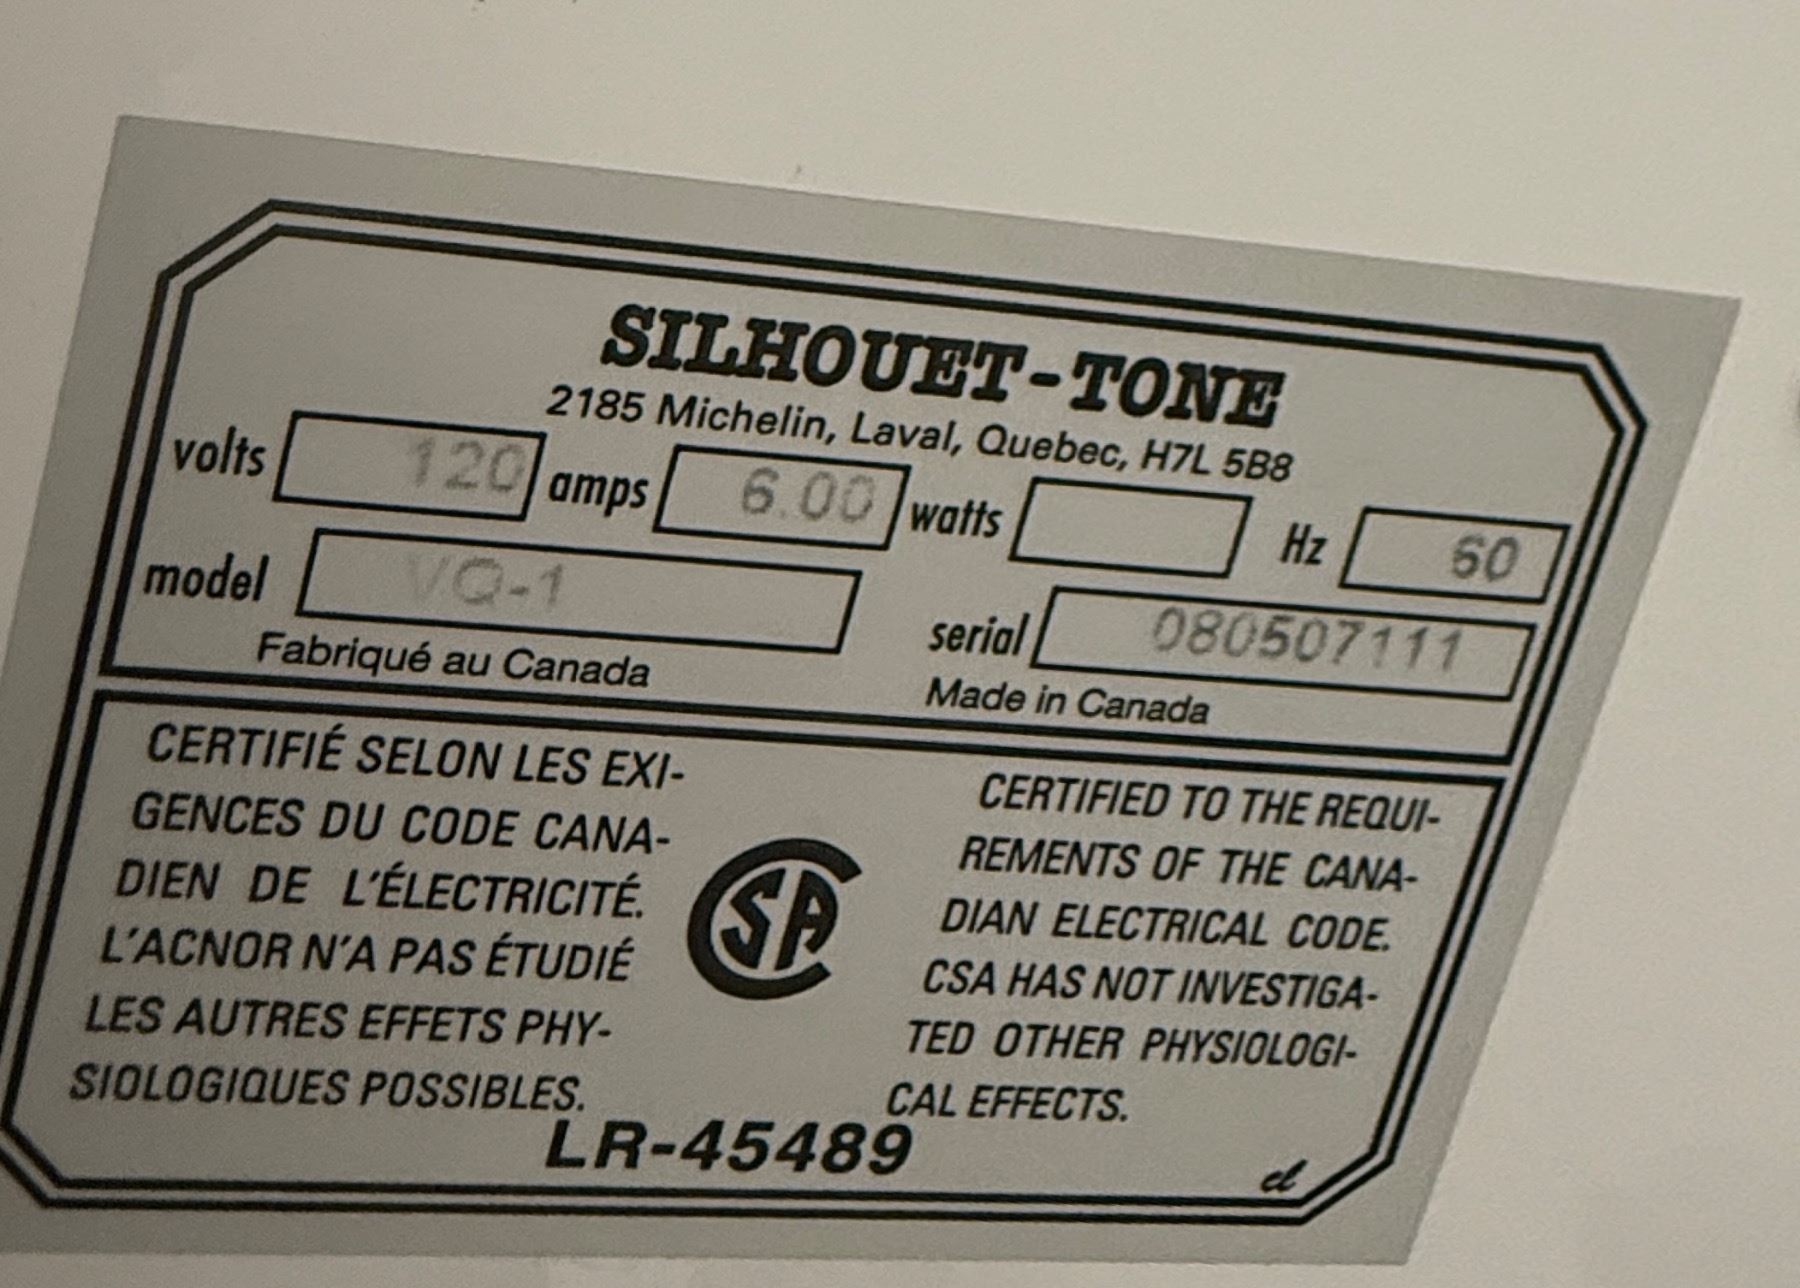 SILHOUET-TONE
2185 Michelin, Laval, Quebec, H7L 5B8
volts 120 amps 6.00 watts Hz 60
model VQ-1 serial 080507111
Fabriqué au Canada Made in Canada
CERTIFIÉ SELON LES EXI-
GENCES DU CODE CANA-
DIEN DE L'ÉLECTRICITÉ.
L'ACNOR N'A PAS ÉTUDIÉ
LES AUTRES EFFETS PHY-
SIOLOGIQUES POSSIBLES.
CSA
CERTIFIED TO THE REQUI-
REMENTS OF THE CANA-
DIAN ELECTRICAL CODE.
CSA HAS NOT INVESTIGA-
TED OTHER PHYSIOLOGI-
CAL EFFECTS.
LR-45489
cl